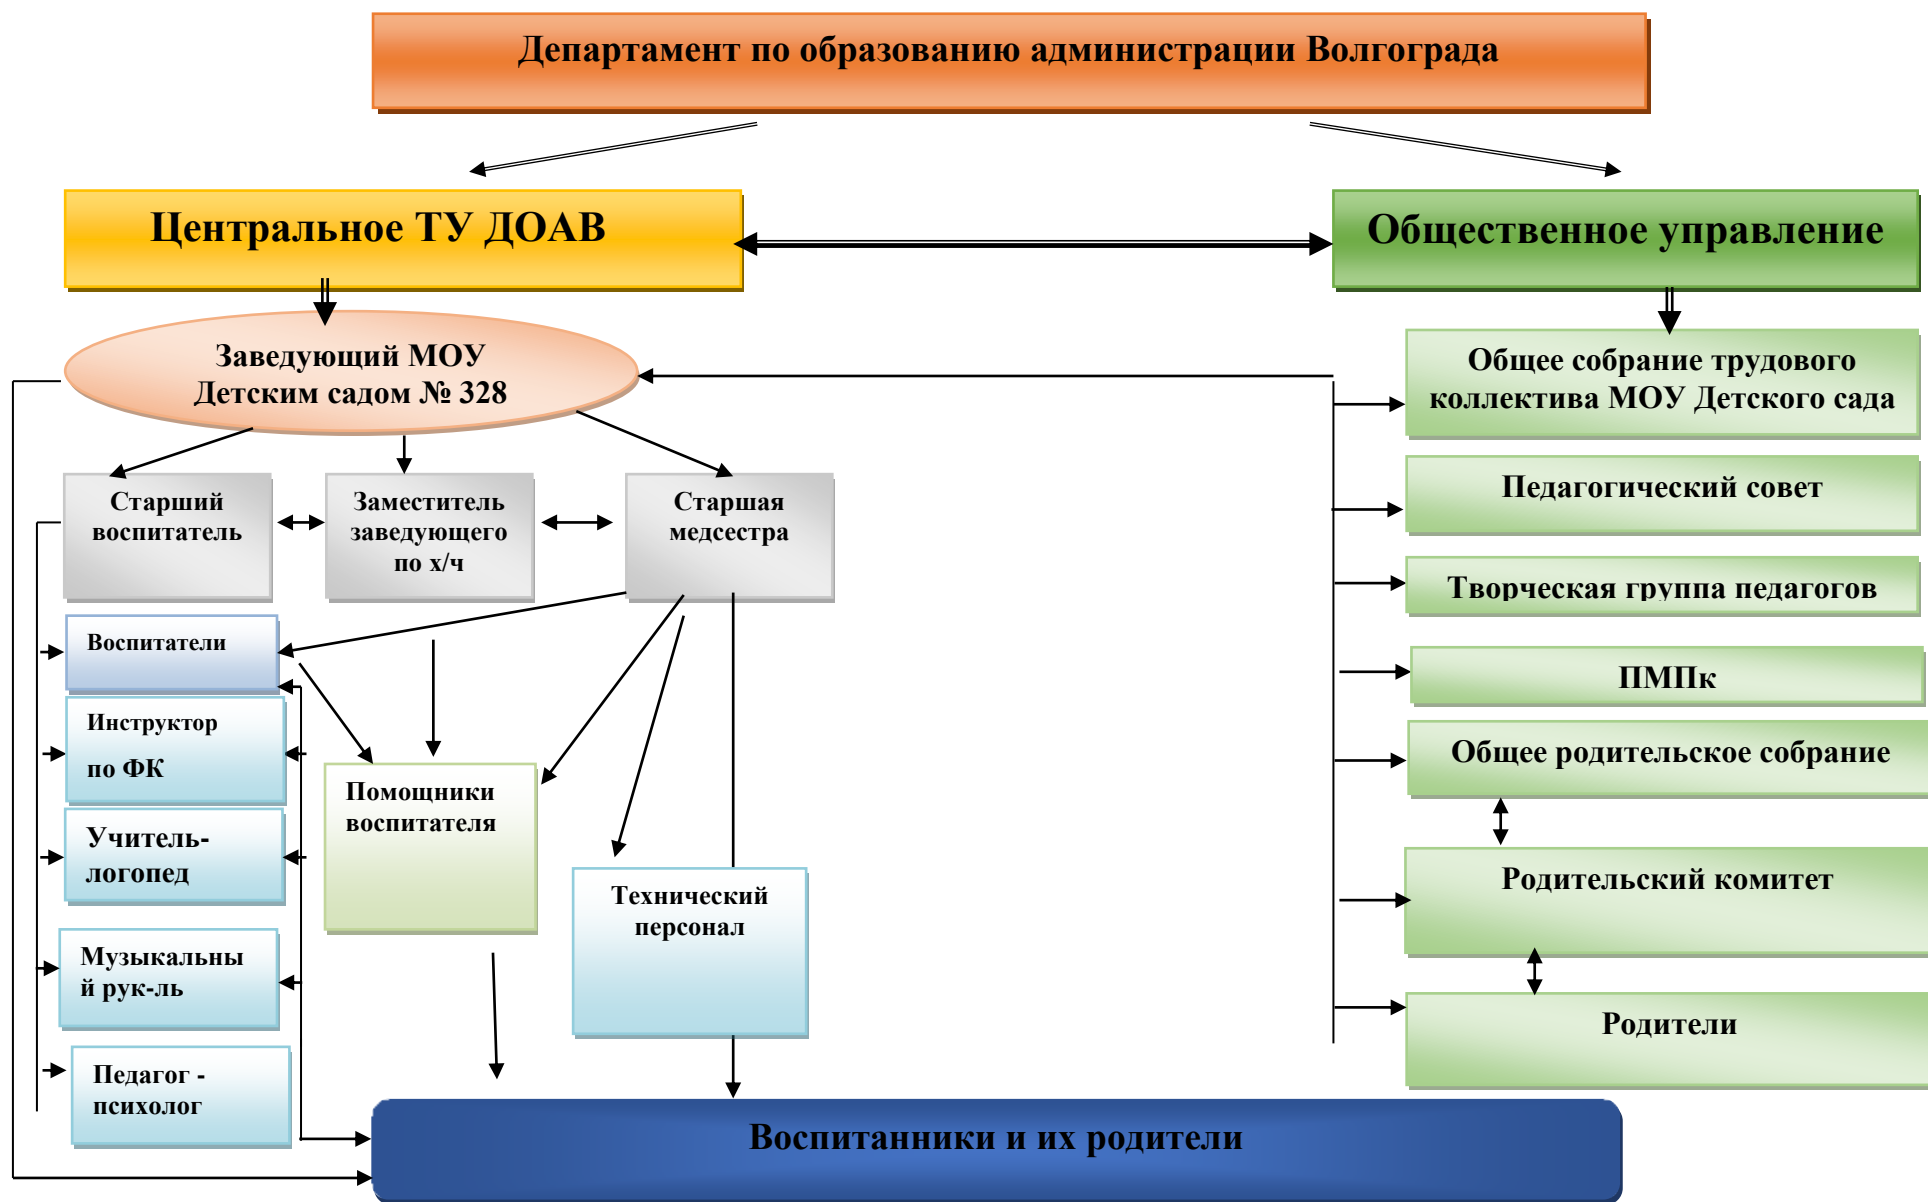 Департамент по образованию администрации Волгограда
Центральное ТУ ДОАВ
Общественное управление
Заведующий МОУ
Детским садом № 328
Старший
воспитатель
Заместитель
заведующего
по х/ч
Старшая
медсестра
Воспитатели
Инструктор
по ФК
Учитель-
логопед
Музыкальны
й рук-ль
Педагог -
психолог
Помощники
воспитателя
Технический
персонал
Общее собрание трудового
коллектива МОУ Детского сада
Педагогический совет
Творческая группа педагогов
ПМПк
Общее родительское собрание
Родительский комитет
Родители
Воспитанники и их родители